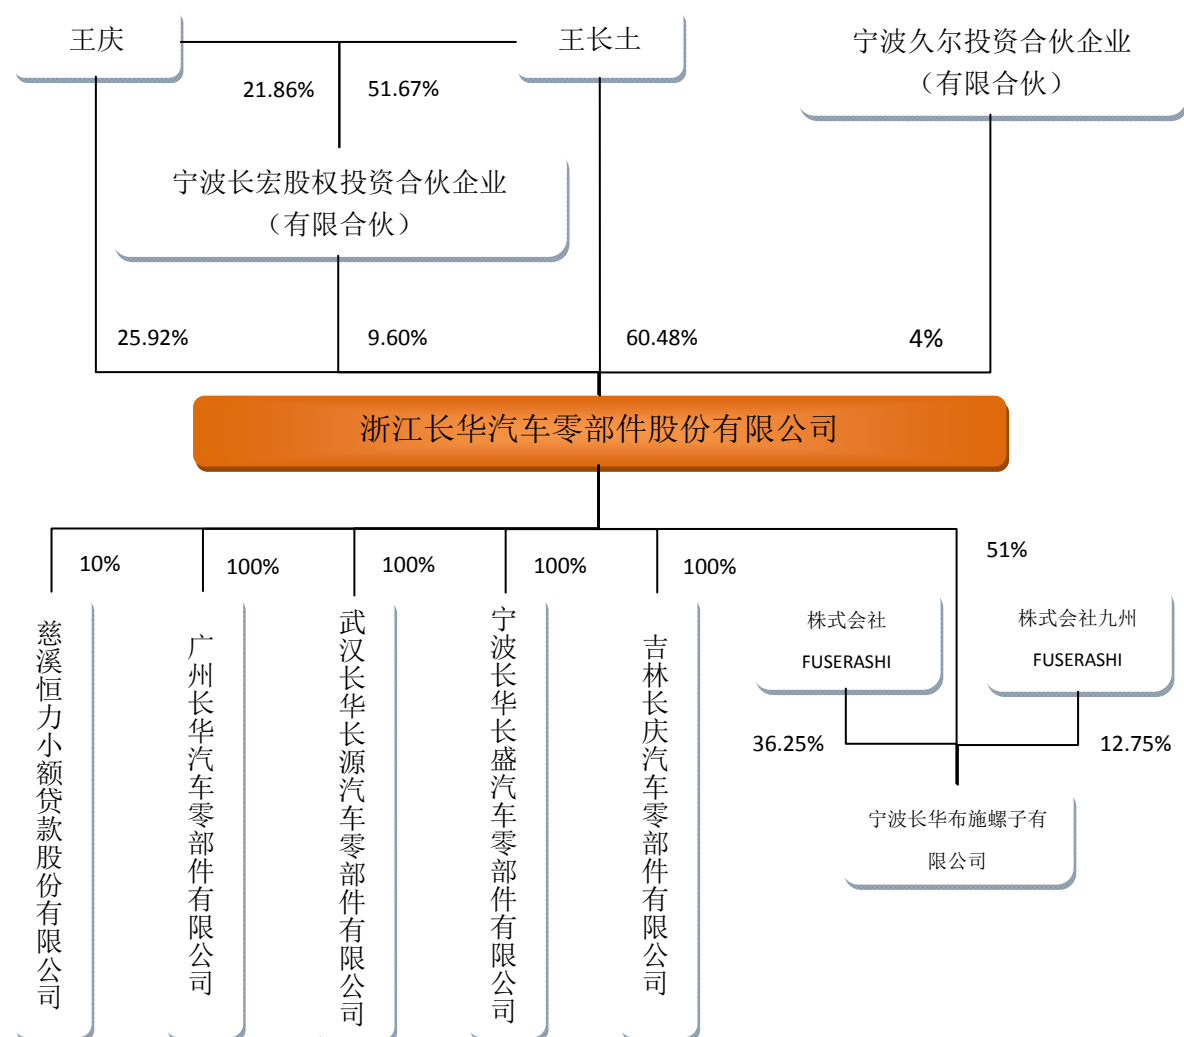 王庆
王长土
宁波久尔投资合伙企业
（有限合伙）
21.86%
51.67%
宁波长宏股权投资合伙企业
（有限合伙）
25.92%
9.60%
60.48%
4%
浙江长华汽车零部件股份有限公司
10%
100%
100%
100%
100%
51%
慈溪恒力小额贷款股份有限公司
广州长华汽车零部件有限公司
武汉长华长源汽车零部件有限公司
宁波长华长盛汽车零部件有限公司
吉林长庆汽车零部件有限公司
株式会社
FUSERASHI
株式会社九州
FUSERASHI
36.25%
12.75%
宁波长华布施螺子有
限公司